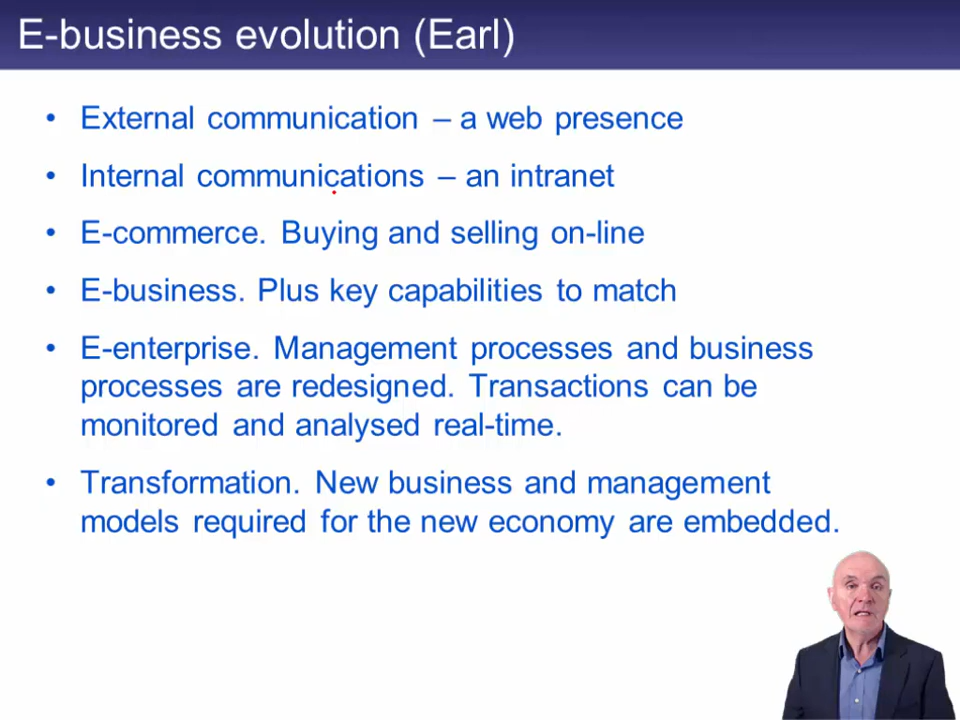 E-business evolution (Earl)
• External communication – a web presence
• Internal communications – an intranet
• E-commerce. Buying and selling on-line
• E-business. Plus key capabilities to match
• E-enterprise. Management processes and business
processes are redesigned. Transactions can be
monitored and analysed real-time.
• Transformation. New business and management
models required for the new economy are embedded.